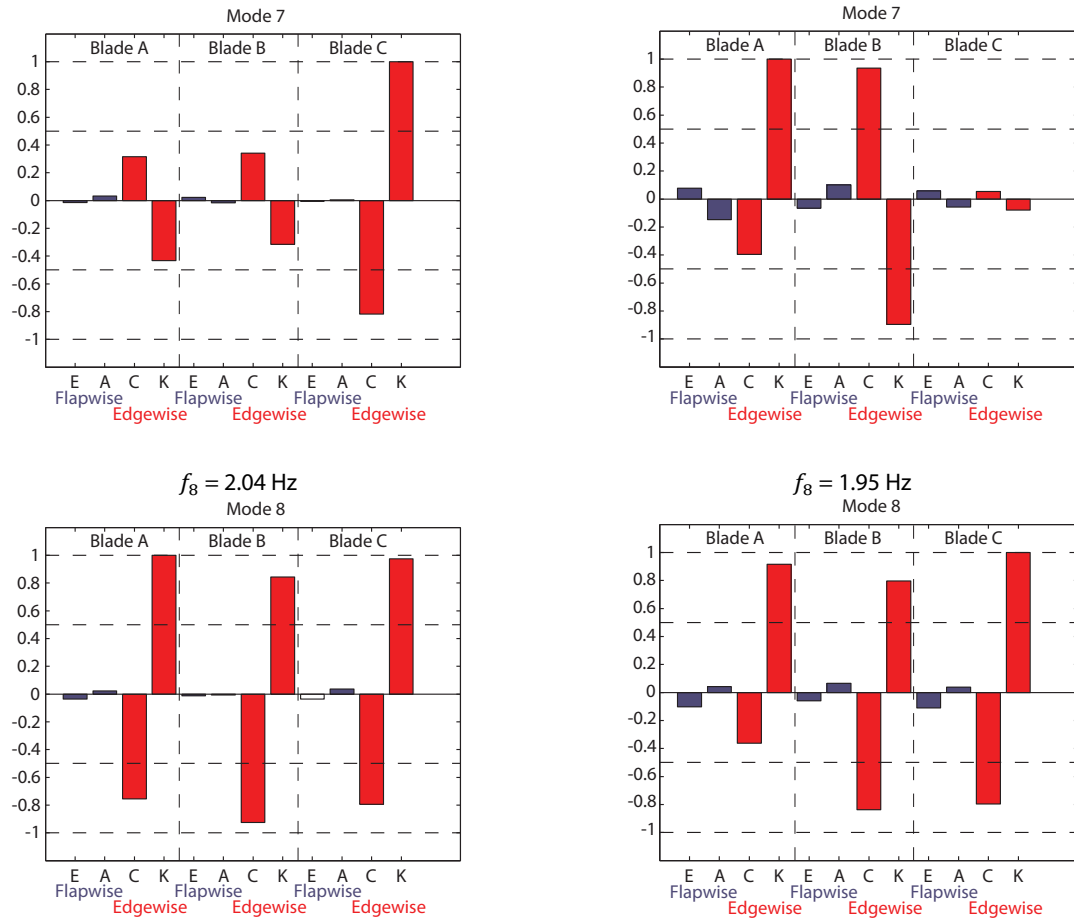 Mode 7
Blade A Blade B Blade C
1
0.8
0.6
0.4
0.2
0
-0.2
-0.4
-0.6
-0.8
-1
E A C K E A C K E A C K
Flapwise Flapwise Flapwise
Edgewise Edgewise Edgewise
Mode 7
Blade A Blade B Blade C
1
0.8
0.6
0.4
0.2
0
-0.2
-0.4
-0.6
-0.8
-1
E A C K E A C K E A C K
Flapwise Flapwise Flapwise
Edgewise Edgewise Edgewise
f₈ = 2.04 Hz
Mode 8
Blade A Blade B Blade C
1
0.8
0.6
0.4
0.2
0
-0.2
-0.4
-0.6
-0.8
-1
E A C K E A C K E A C K
Flapwise Flapwise Flapwise
Edgewise Edgewise Edgewise
f₈ = 1.95 Hz
Mode 8
Blade A Blade B Blade C
1
0.8
0.6
0.4
0.2
0
-0.2
-0.4
-0.6
-0.8
-1
E A C K E A C K E A C K
Flapwise Flapwise Flapwise
Edgewise Edgewise Edgewise